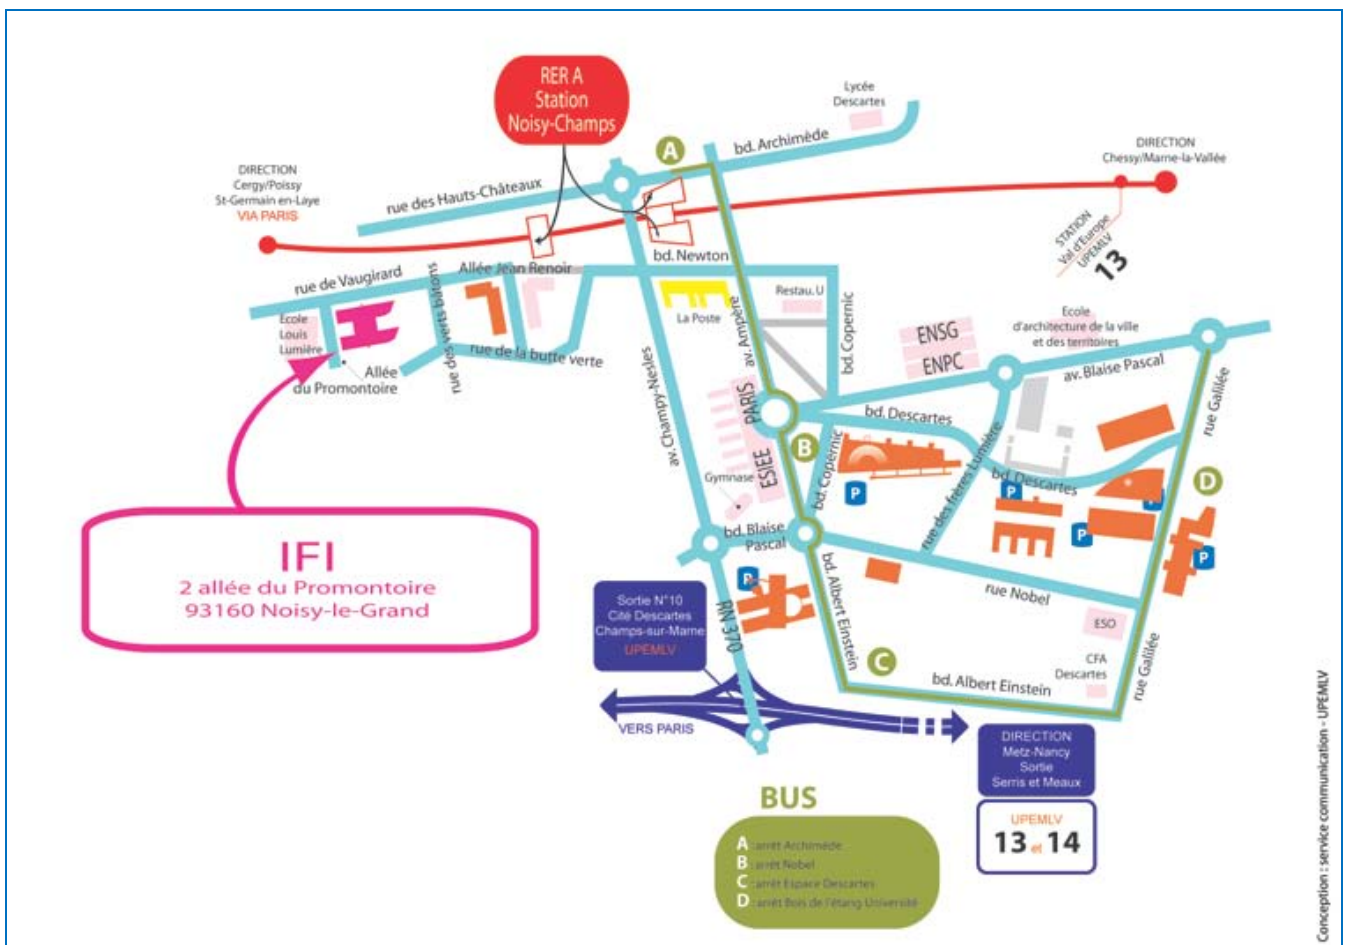 RER A
Station
Noisy-Champs
Lycée
Descartes
A
bd. Archimède
DIRECTION
Chessy/Marne-la-Vallée
DIRECTION
Cergy/Poissy
St-Germain en-Laye
VIA PARIS
rue des Hauts-Châteaux
STATION
Val d'Europe
UPEMLV
13
bd. Newton
rue de Vaugirard
Allée Jean Renoir
rue des verts bâtons
Ecole
Louis
Lumière
rue de la butte verte
Allée
du Promontoire
La Poste
Restau. U
av. Ampère
bd. Copernic
ENSG
ENPC
Ecole
d'architecture de la ville
et des territoires
av. Blaise Pascal
rue Galilée
av. Champy-Nesles
ESIEE PARIS
bd. Descartes
B
bd. Copernic
rue des frères Lumière
bd. Descartes
D
Gymnase
P
P
P
P
P
P
bd. Blaise
Pascal
IFI
2 allée du Promontoire
93160 Noisy-le-Grand
Sortie N°10
Cité Descartes
Champs-sur-Marne
UPEMLV
RN 370
bd. Albert Einstein
rue Nobel
ESO
CFA
Descartes
C
bd. Albert Einstein
rue Galilée
VERS PARIS
DIRECTION
Metz-Nancy
Sortie
Serris et Meaux
UPEMLV
13 et 14
BUS
A : arrêt Archimède
B : arrêt Nobel
C : arrêt Espace Descartes
D : arrêt Bois de l'étang Université
Conception : service communication - UPEMLV